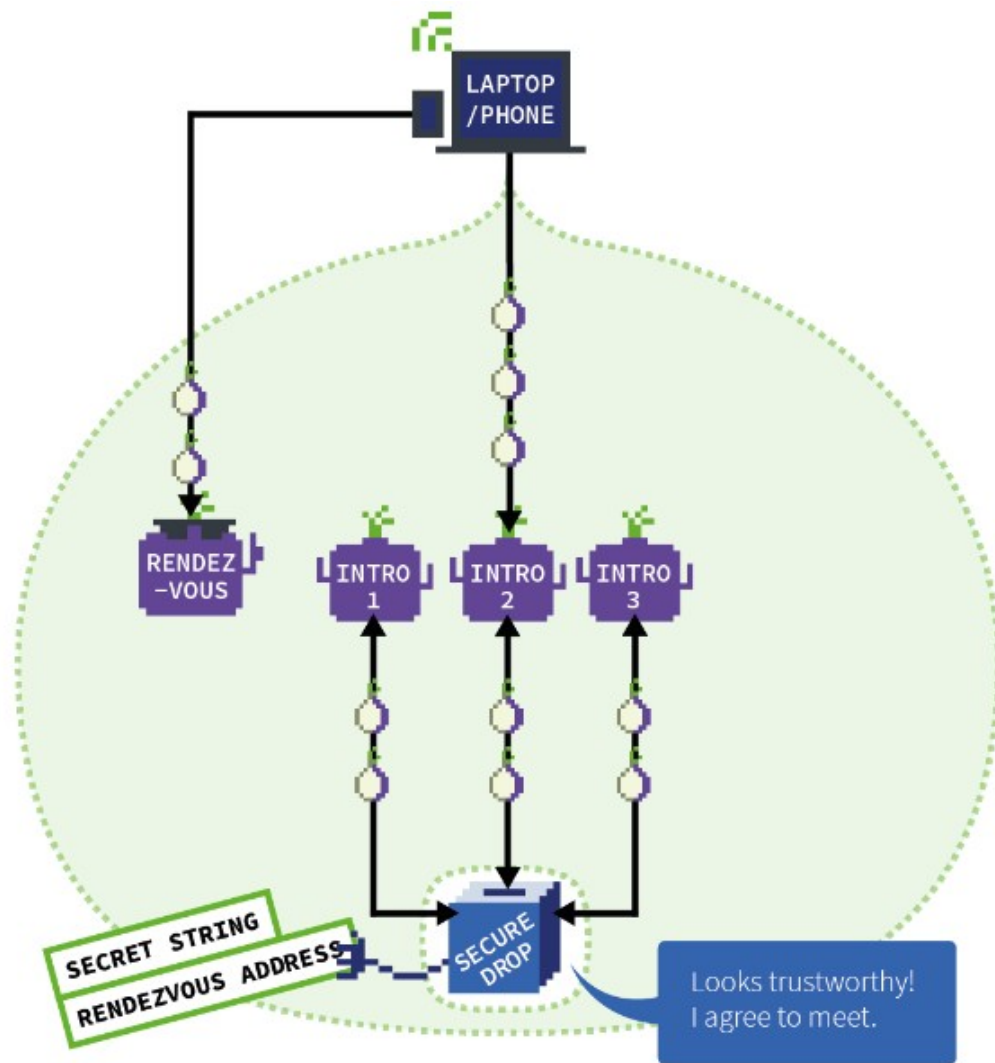 LAPTOP
/PHONE
RENDEZ
-VOUS
INTRO
1
INTRO
2
INTRO
3
SECRET STRING
RENDEZVOUS ADDRESS
SECURE
DROP
Looks trustworthy!
I agree to meet.